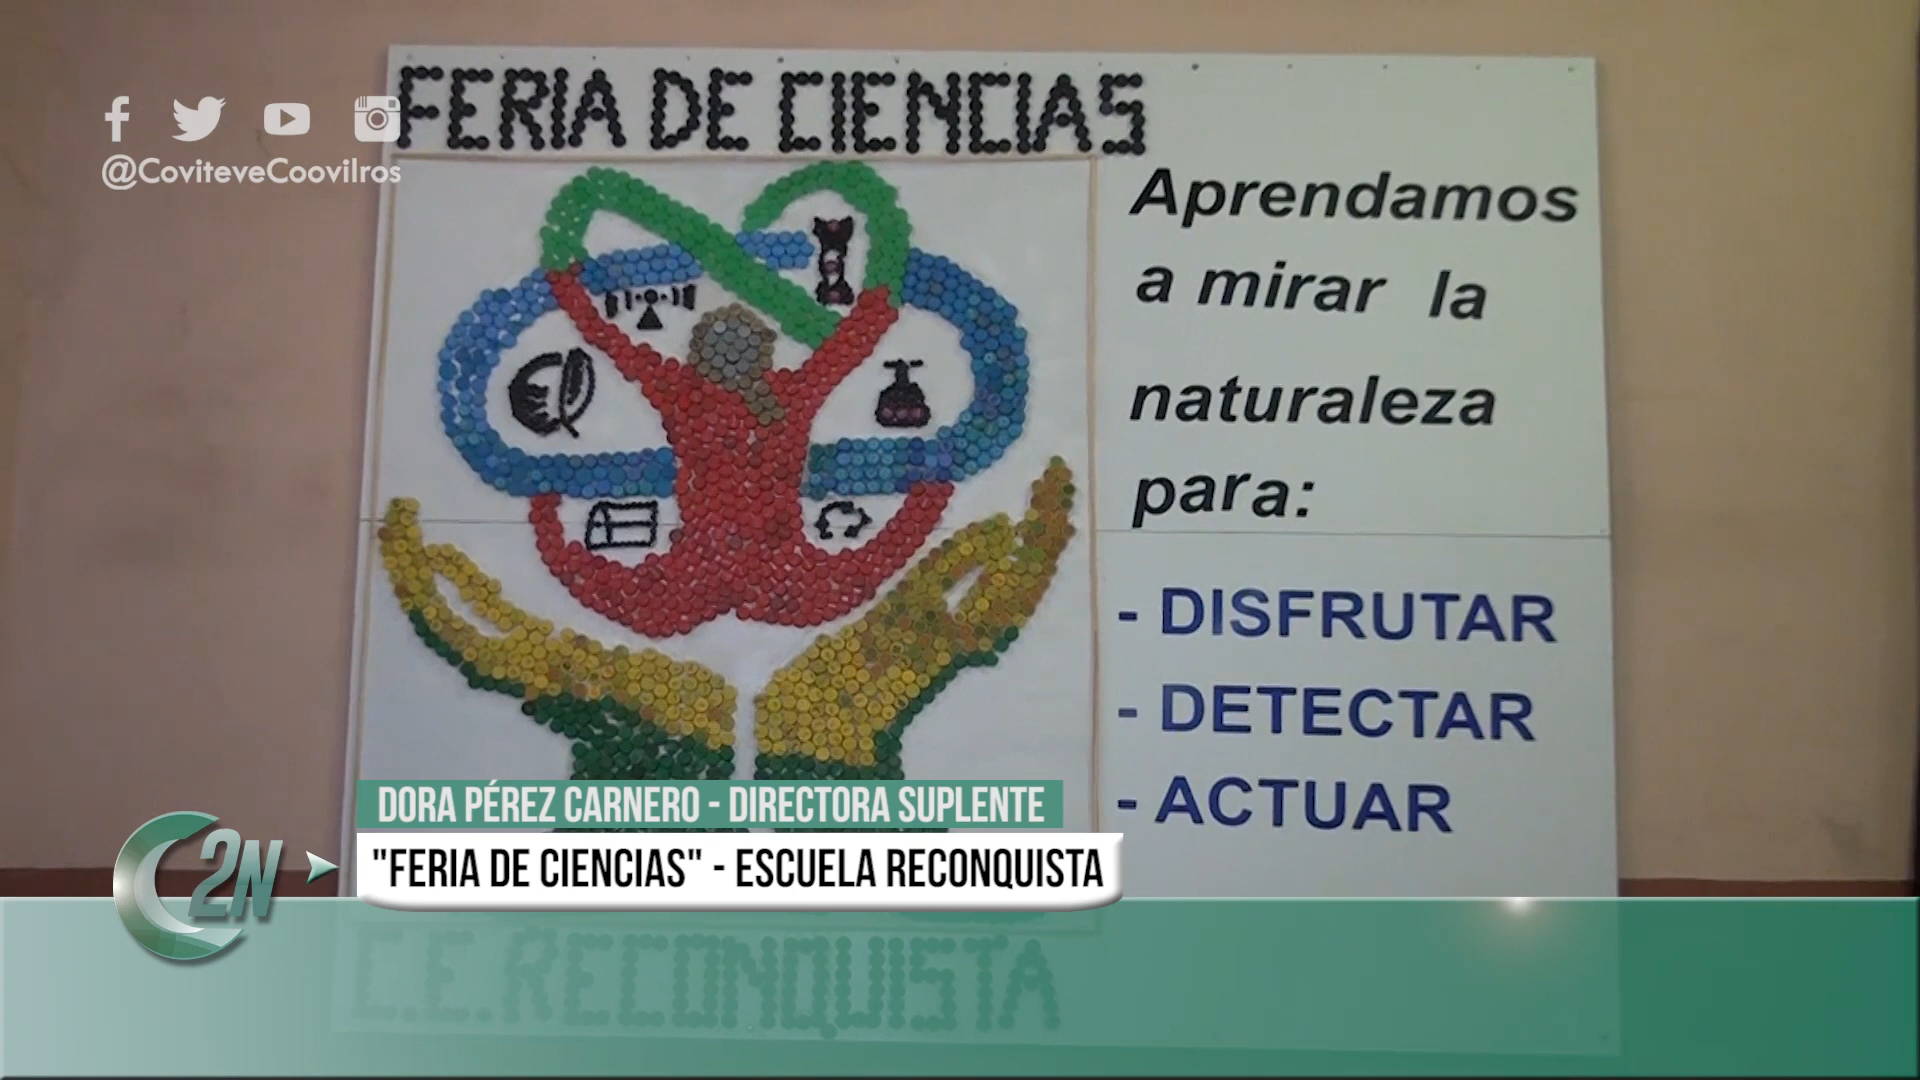 FERIA DE CIENCIAS
@CoviteveCoovilros
Aprendamos
a mirar la
naturaleza
para:
- DISFRUTAR
- DETECTAR
- ACTUAR
DORA PÉREZ CARNERO - DIRECTORA SUPLENTE
"FERIA DE CIENCIAS" - ESCUELA RECONQUISTA
C2N
C.E. RECONQUISTA